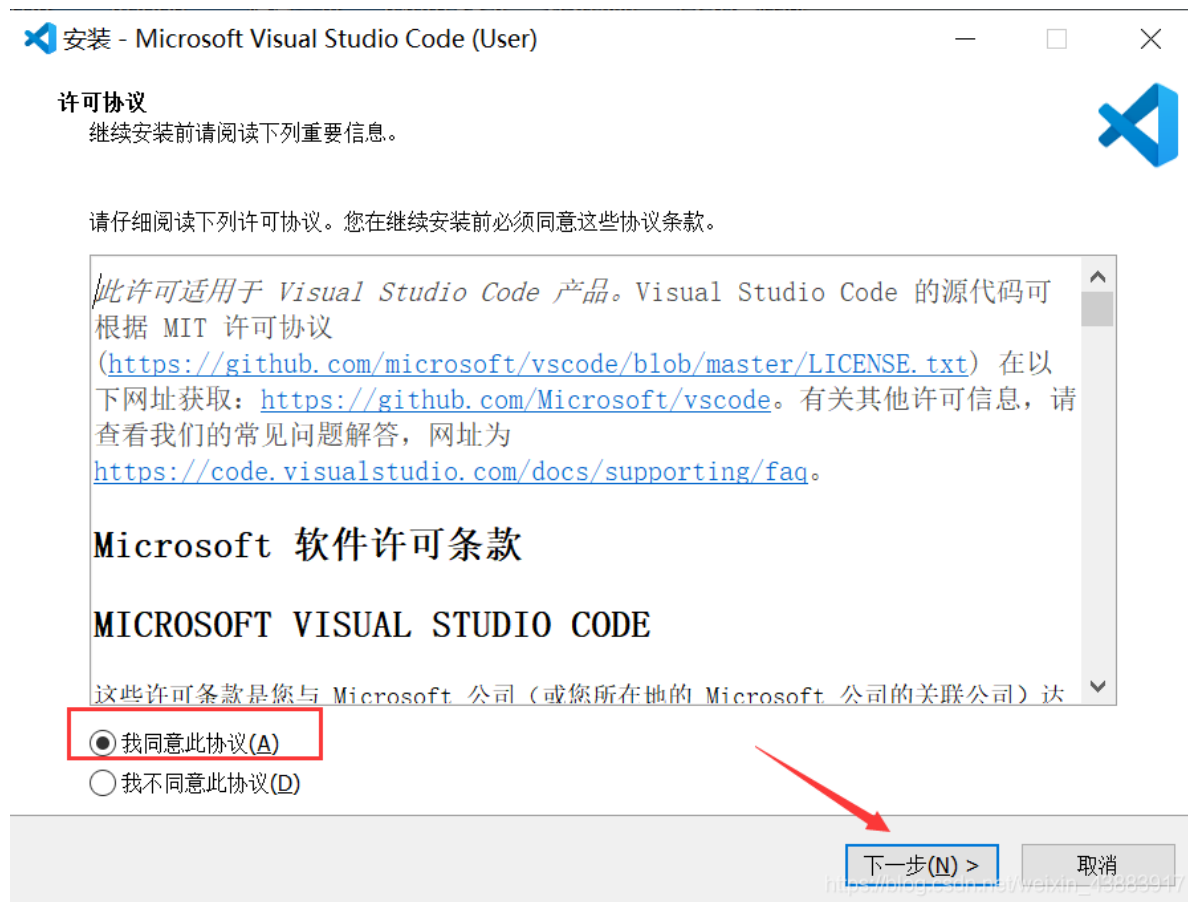 安装 - Microsoft Visual Studio Code (User)
许可协议
继续安装前请阅读下列重要信息。
请仔细阅读下列许可协议。您在继续安装前必须同意这些协议条款。
此许可适用于 Visual Studio Code 产品。Visual Studio Code 的源代码可
根据 MIT 许可协议
(https://github.com/microsoft/vscode/blob/master/LICENSE.txt) 在以
下网址获取：https://github.com/Microsoft/vscode。有关其他许可信息，请
查看我们的常见问题解答，网址为
https://code.visualstudio.com/docs/supporting/faq。
Microsoft 软件许可条款
MICROSOFT VISUAL STUDIO CODE
这些许可条款是您与 Microsoft 公司（或您所在地的 Microsoft 公司的关联公司）达
我同意此协议(A)
我不同意此协议(D)
下一步(N) >
取消
https://blog.csdn.net/weixin_43883917